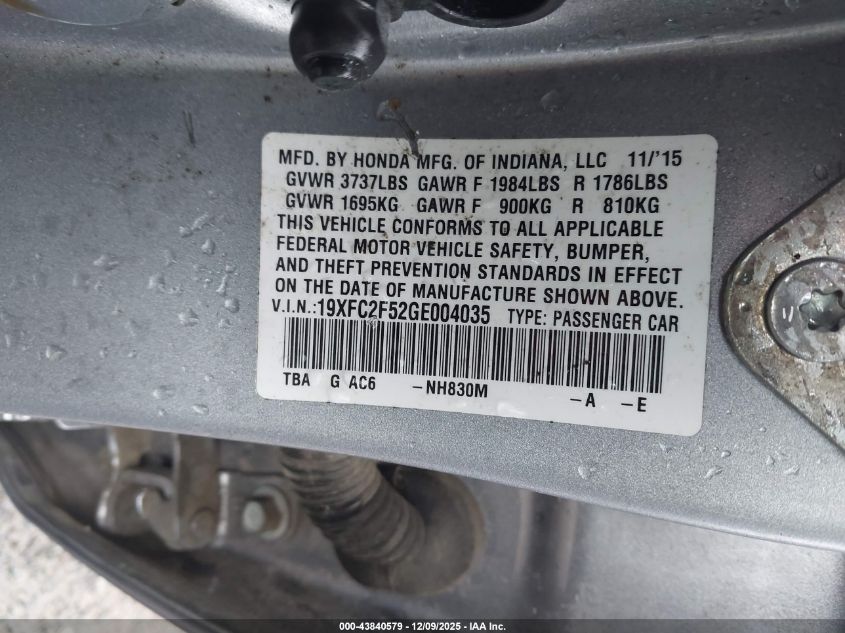 MFD. BY HONDA MFG. OF INDIANA, LLC 11/'15
GVWR 3737LBS GAWR F 1984LBS R 1786LBS
GVWR 1695KG GAWR F 900KG R 810KG
THIS VEHICLE CONFORMS TO ALL APPLICABLE
FEDERAL MOTOR VEHICLE SAFETY, BUMPER,
AND THEFT PREVENTION STANDARDS IN EFFECT
ON THE DATE OF MANUFACTURE SHOWN ABOVE.
V.I.N.:19XFC2F52GE004035 TYPE: PASSENGER CAR
TBA G AC6 -NH830M -A -E
000-43840579 - 12/09/2025 - IAA Inc.